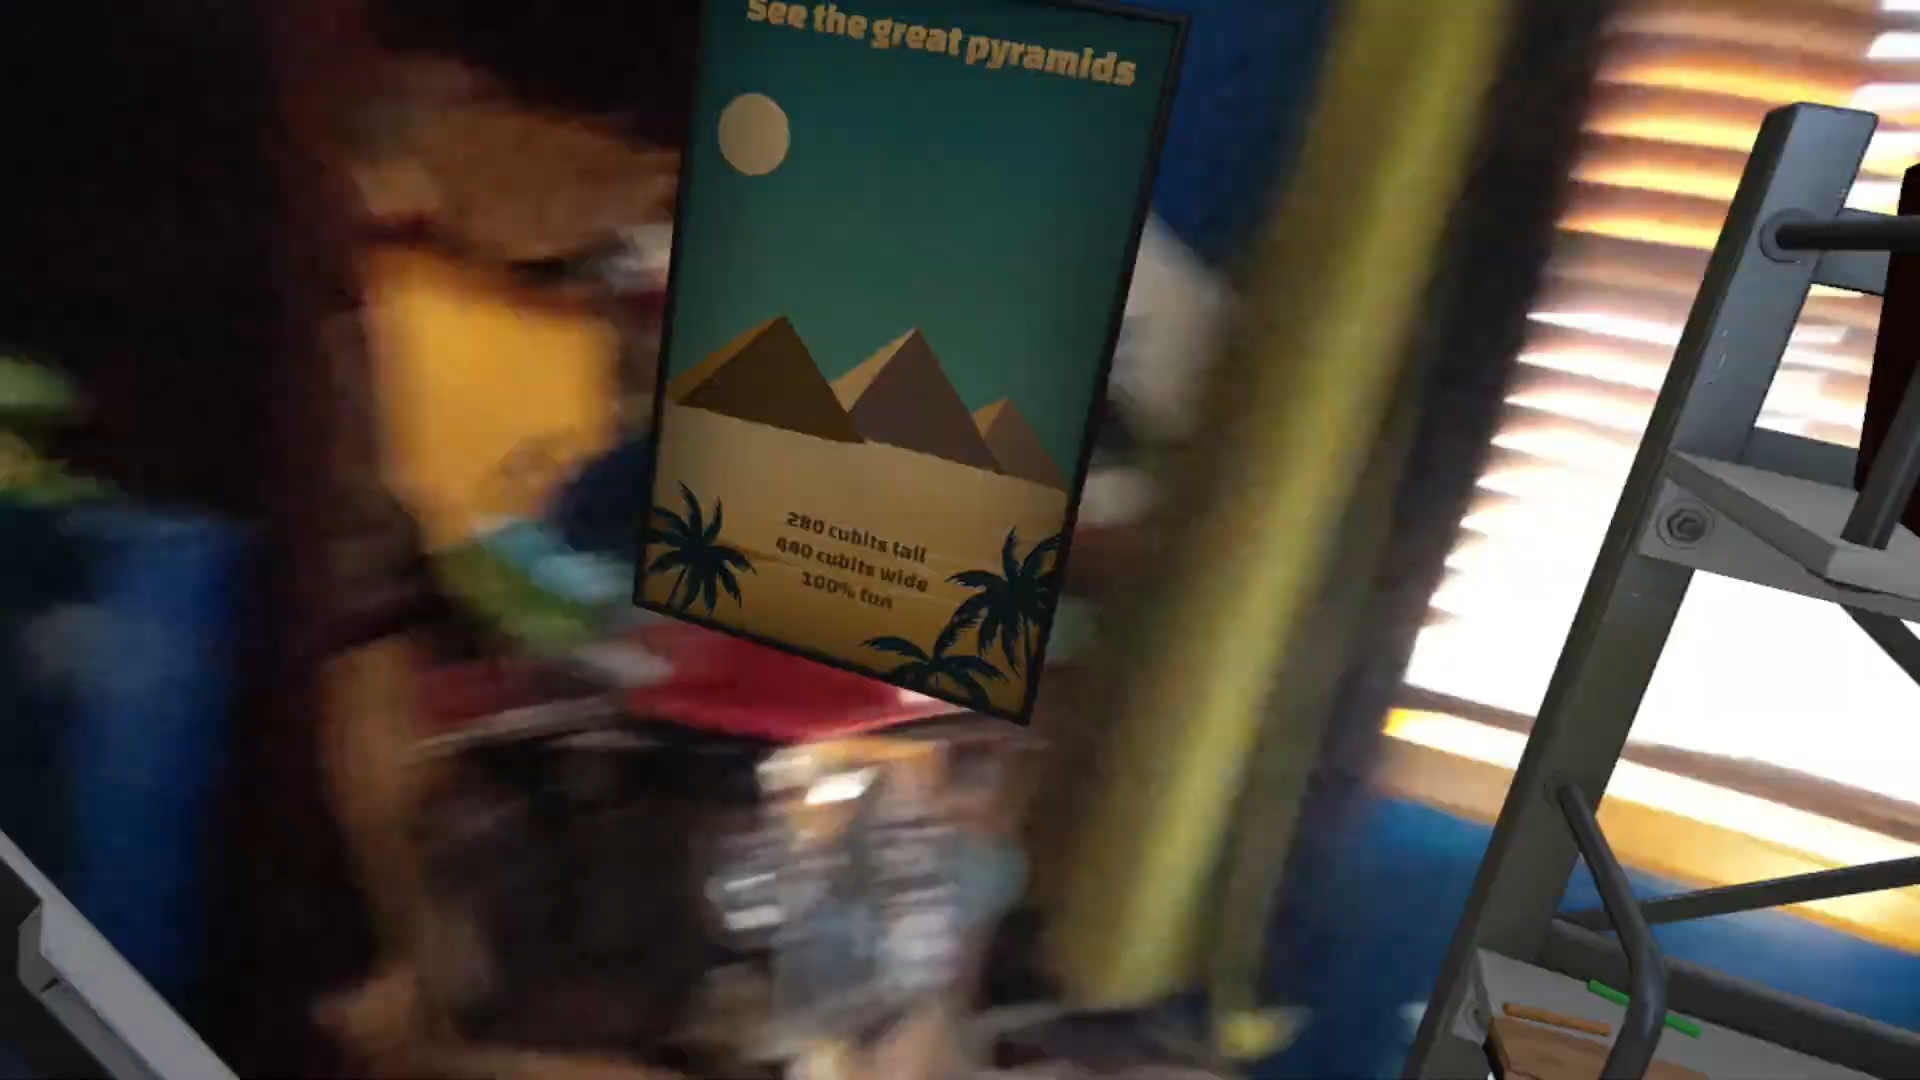 See the great pyramids
280 cubits tall
440 cubits wide
100% fun